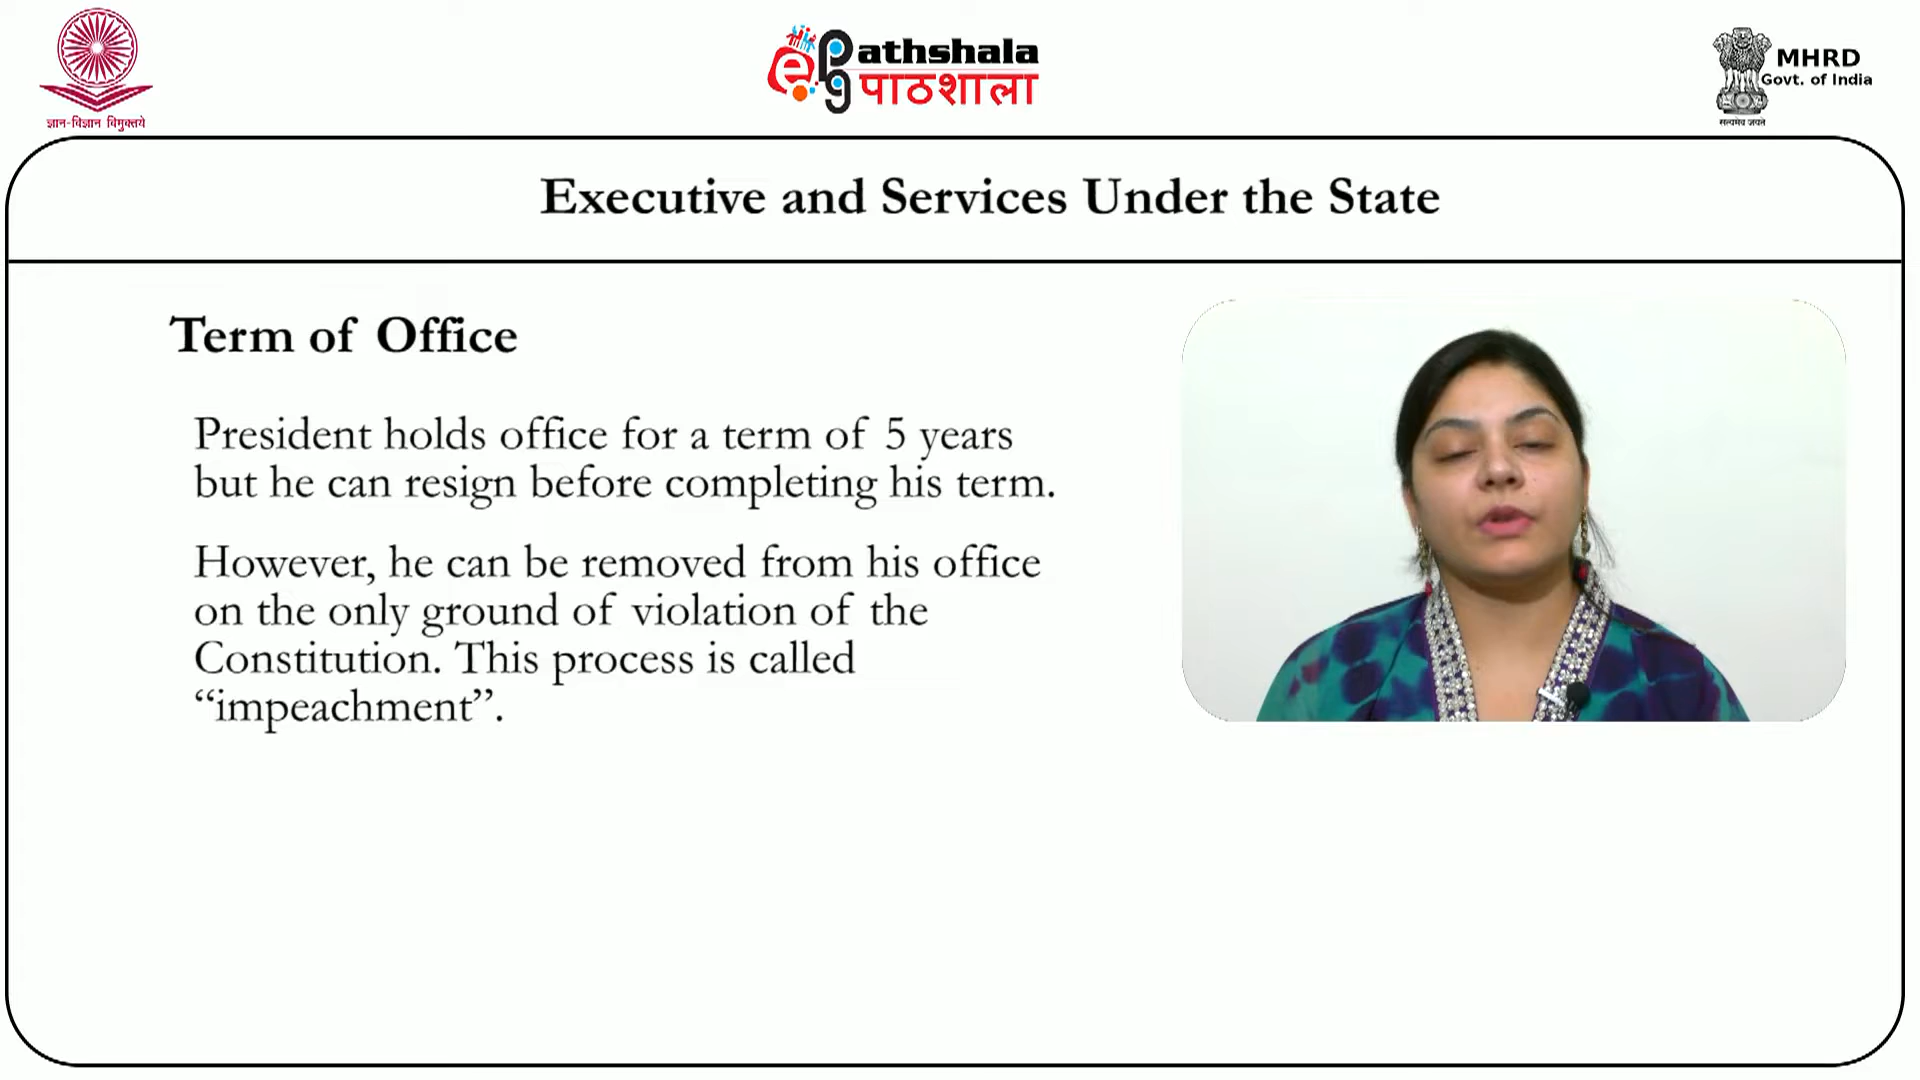 ज्ञान-विज्ञान विमुक्तये
ePathshala
पाठशाला
MHRD
Govt. of India
सत्यमेव जयते
Executive and Services Under the State
Term of Office
President holds office for a term of 5 years
but he can resign before completing his term.
However, he can be removed from his office
on the only ground of violation of the
Constitution. This process is called
“impeachment”.